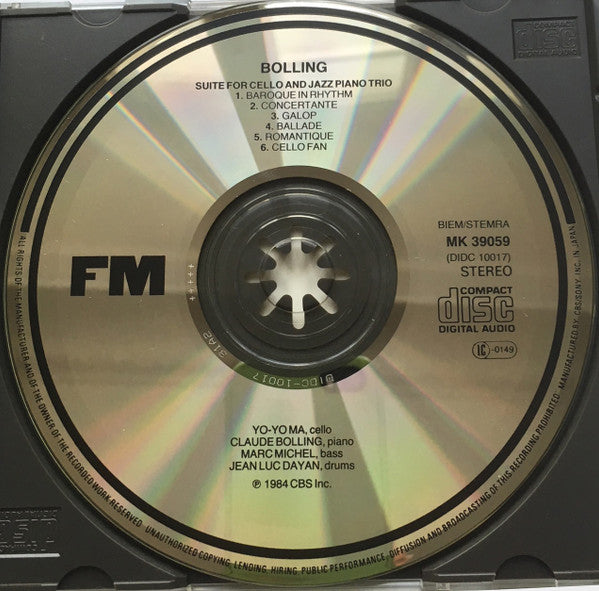 BOLLING
SUITE FOR CELLO AND JAZZ PIANO TRIO
1. BAROQUE IN RHYTHM
2. CONCERTANTE
3. GALOP
4. BALLADE
5. ROMANTIQUE
6. CELLO FAN
FM
BIEM/STEMRA
MK 39059
(DIDC 10017)
STEREO
COMPACT
disc
DIGITAL AUDIO
LC-0149
+++++
31A2
DIDC-10017
YO-YO MA, cello
CLAUDE BOLLING, piano
MARC MICHEL, bass
JEAN LUC DAYAN, drums
℗ 1984 CBS Inc.
ALL RIGHTS OF THE MANUFACTURER AND OF THE OWNER OF THE RECORDED WORK RESERVED. UNAUTHORIZED COPYING, LENDING, HIRING, PUBLIC PERFORMANCE, DIFFUSION AND BROADCASTING OF THIS RECORDING PROHIBITED. MANUFACTURED BY CBS/SONY INC. IN JAPAN
disc
DIGITAL AUDIO